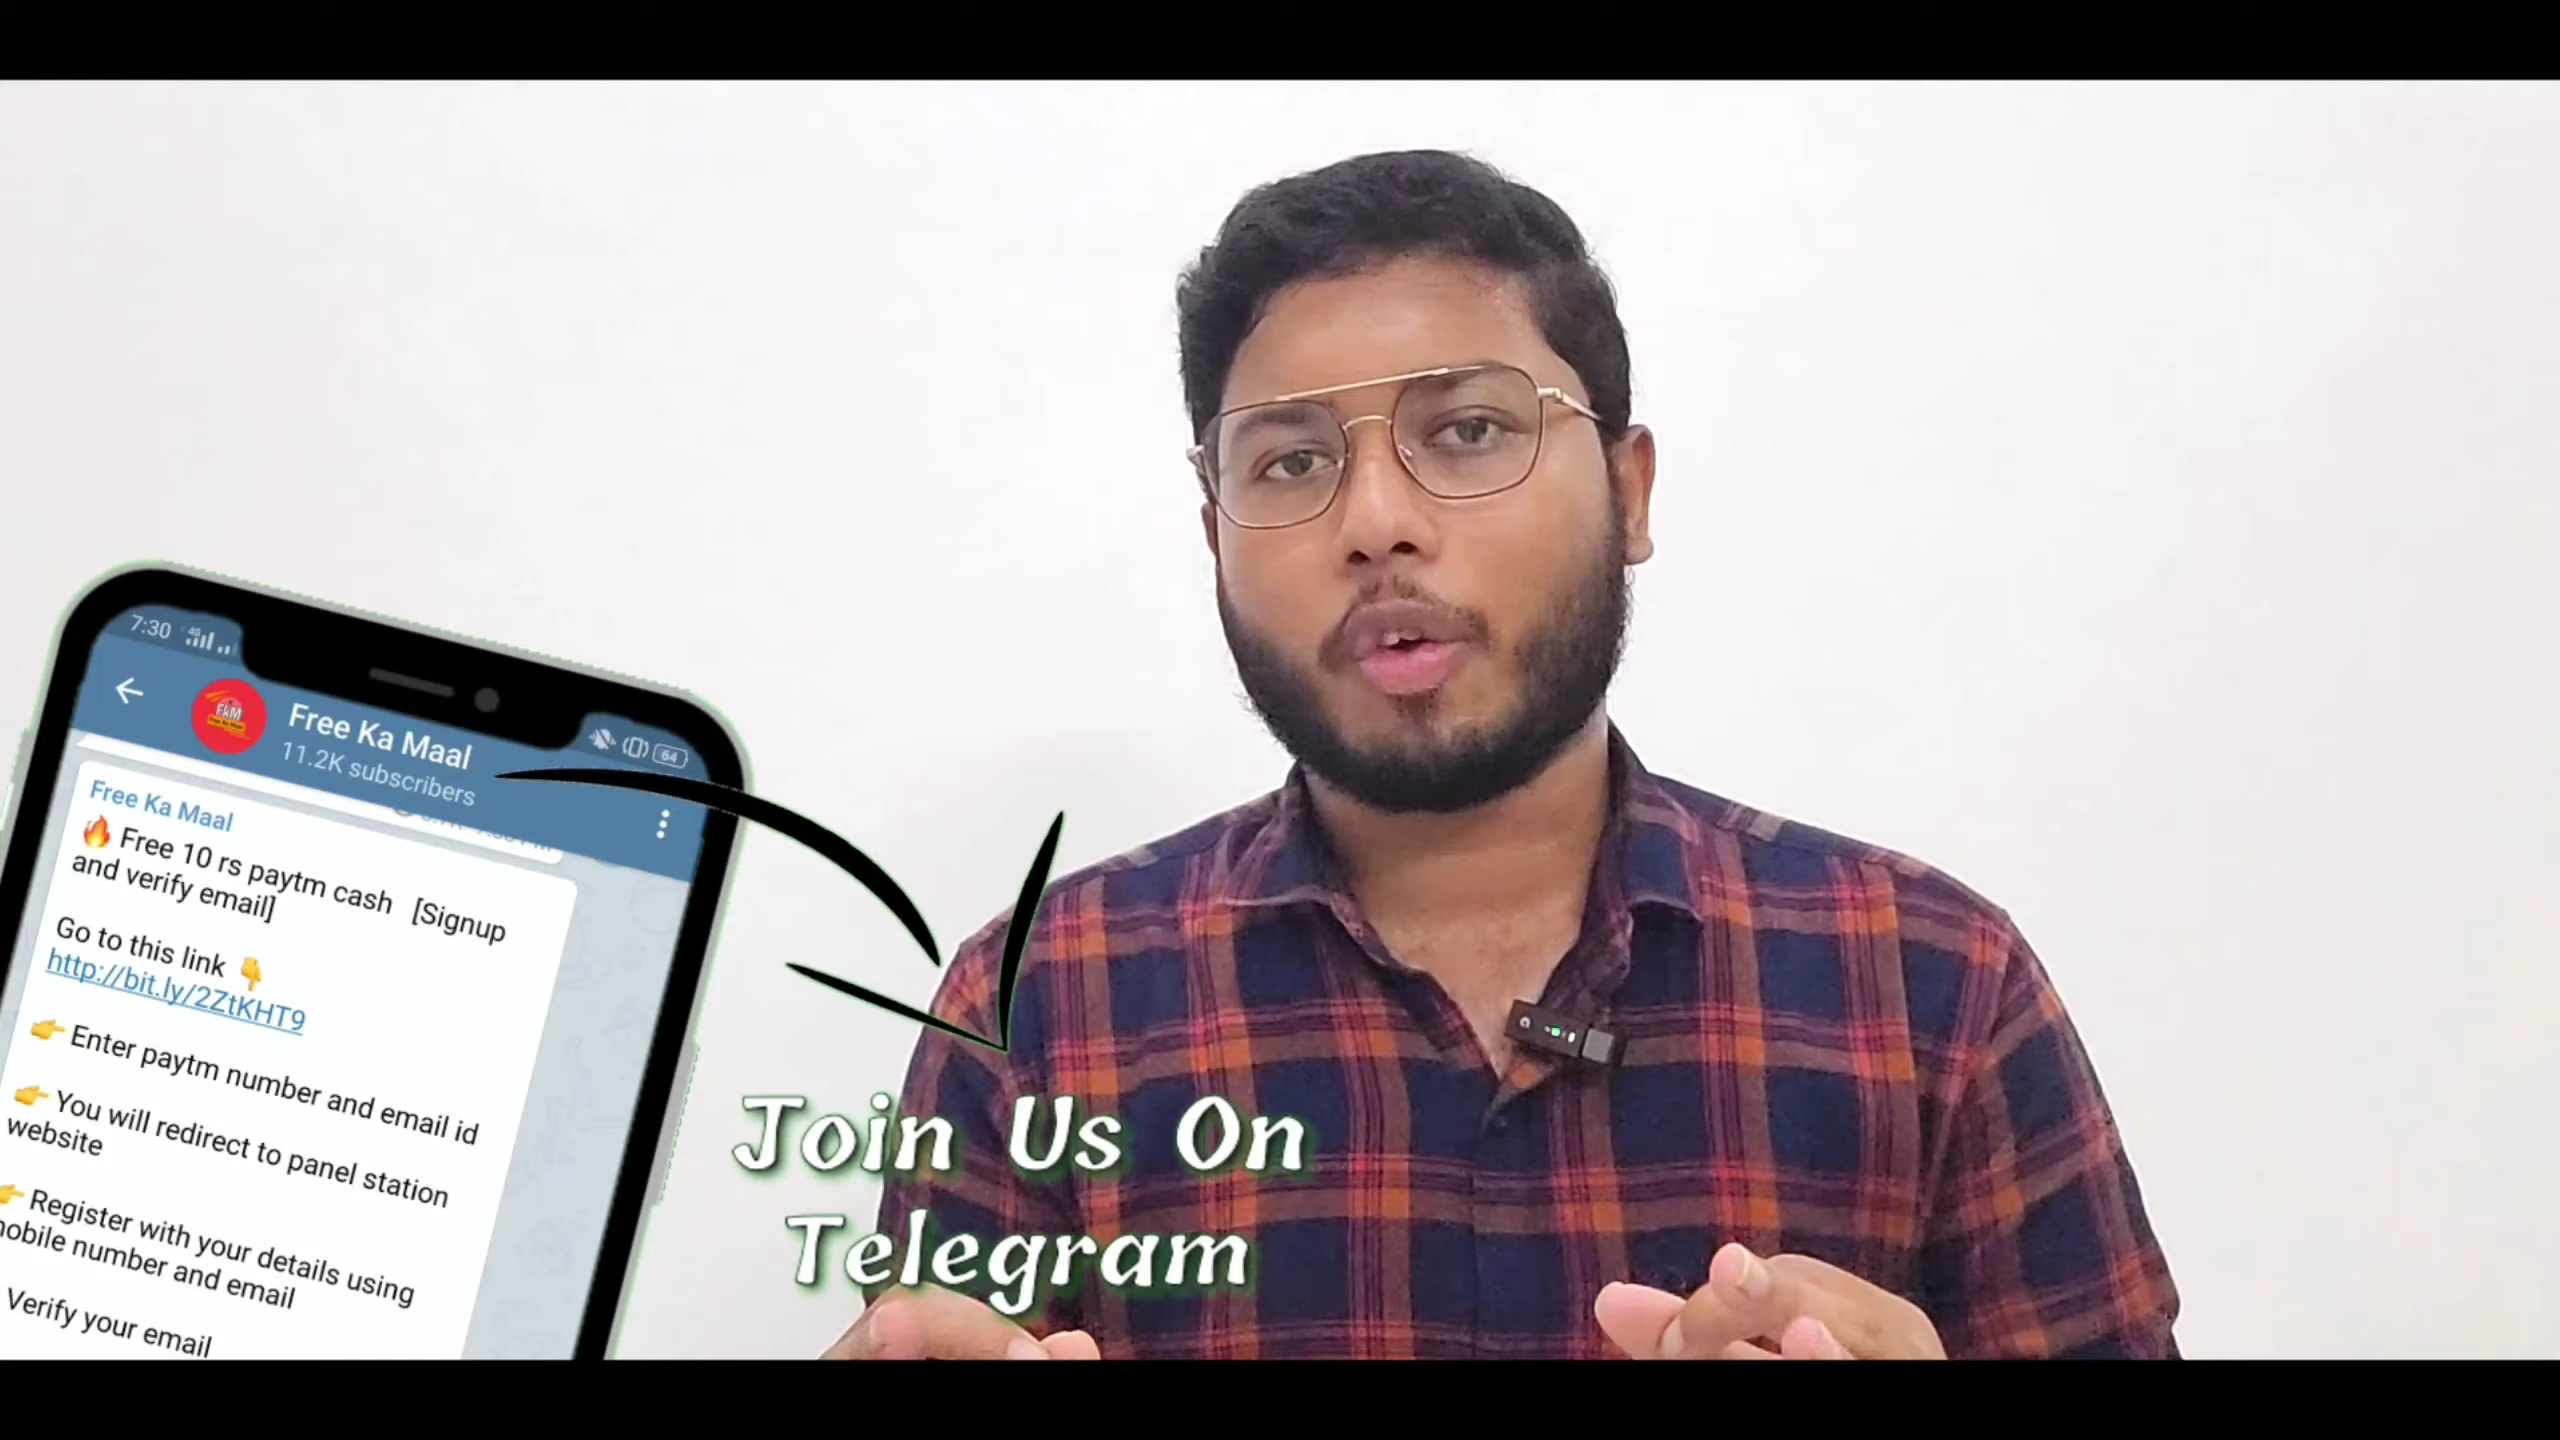 7:30
64
FKM
Free Ka Maal
11.2K subscribers
Free Ka Maal
🔥 Free 10 rs paytm cash [Signup
and verify email]
Go to this link 👇
http://bit.ly/2ZtKHT9
👉 Enter paytm number and email id
👉 You will redirect to panel station
website
👉 Register with your details using
mobile number and email
Verify your email
Join Us On
Telegram